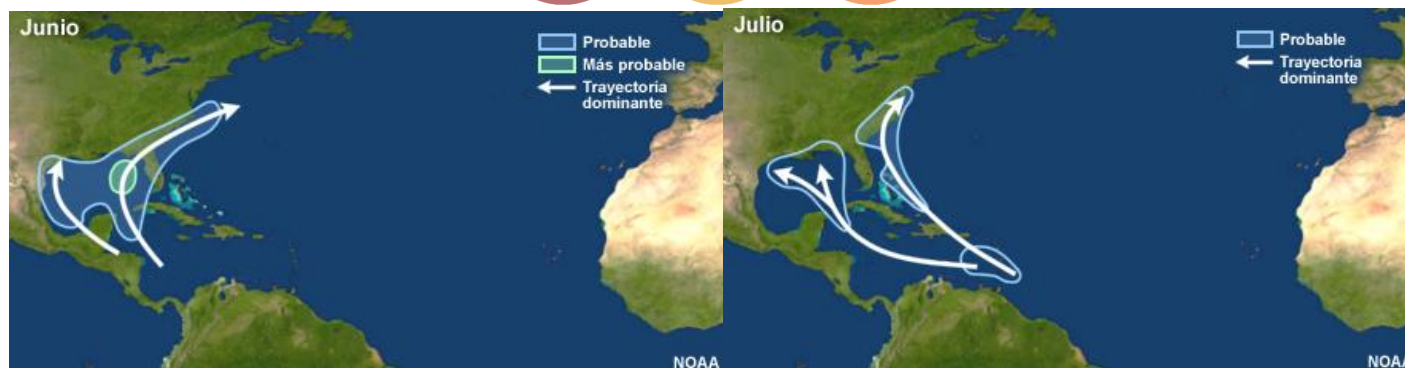 Junio
Probable
Más probable
Trayectoria
dominante
NOAA
Julio
Probable
Trayectoria
dominante
NOAA